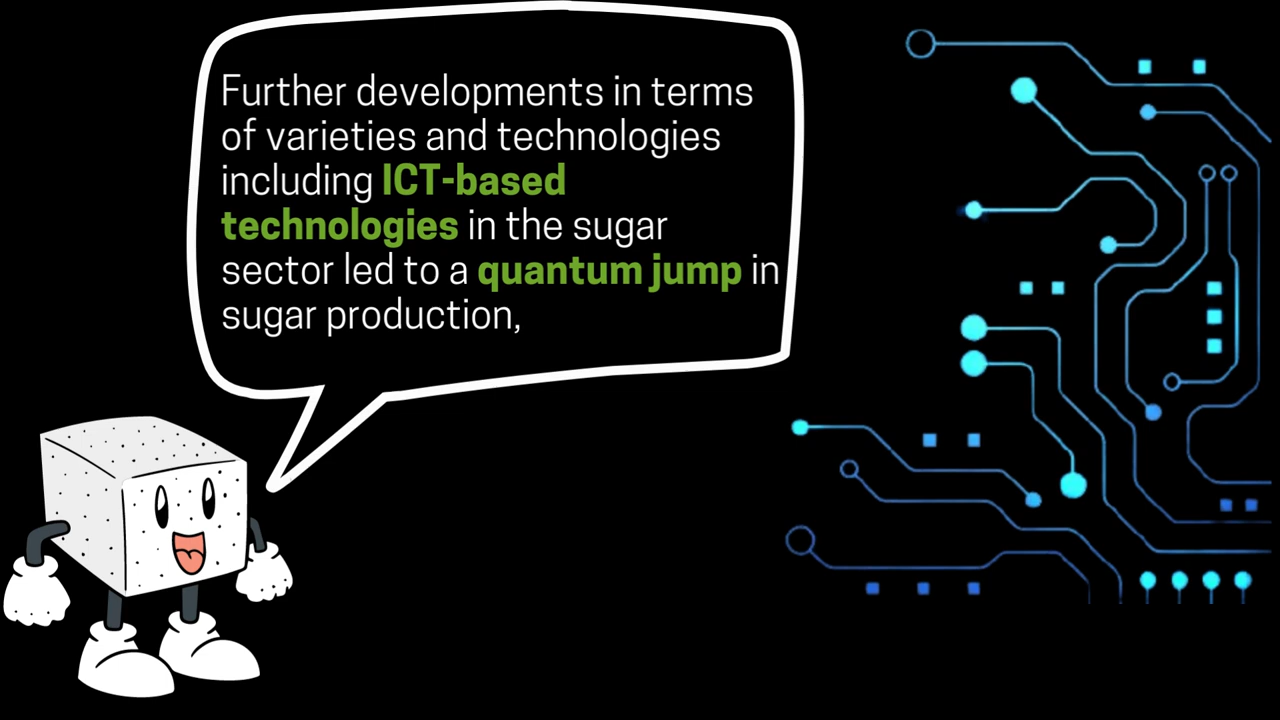 Further developments in terms
of varieties and technologies
including ICT-based
technologies in the sugar
sector led to a quantum jump in
sugar production,